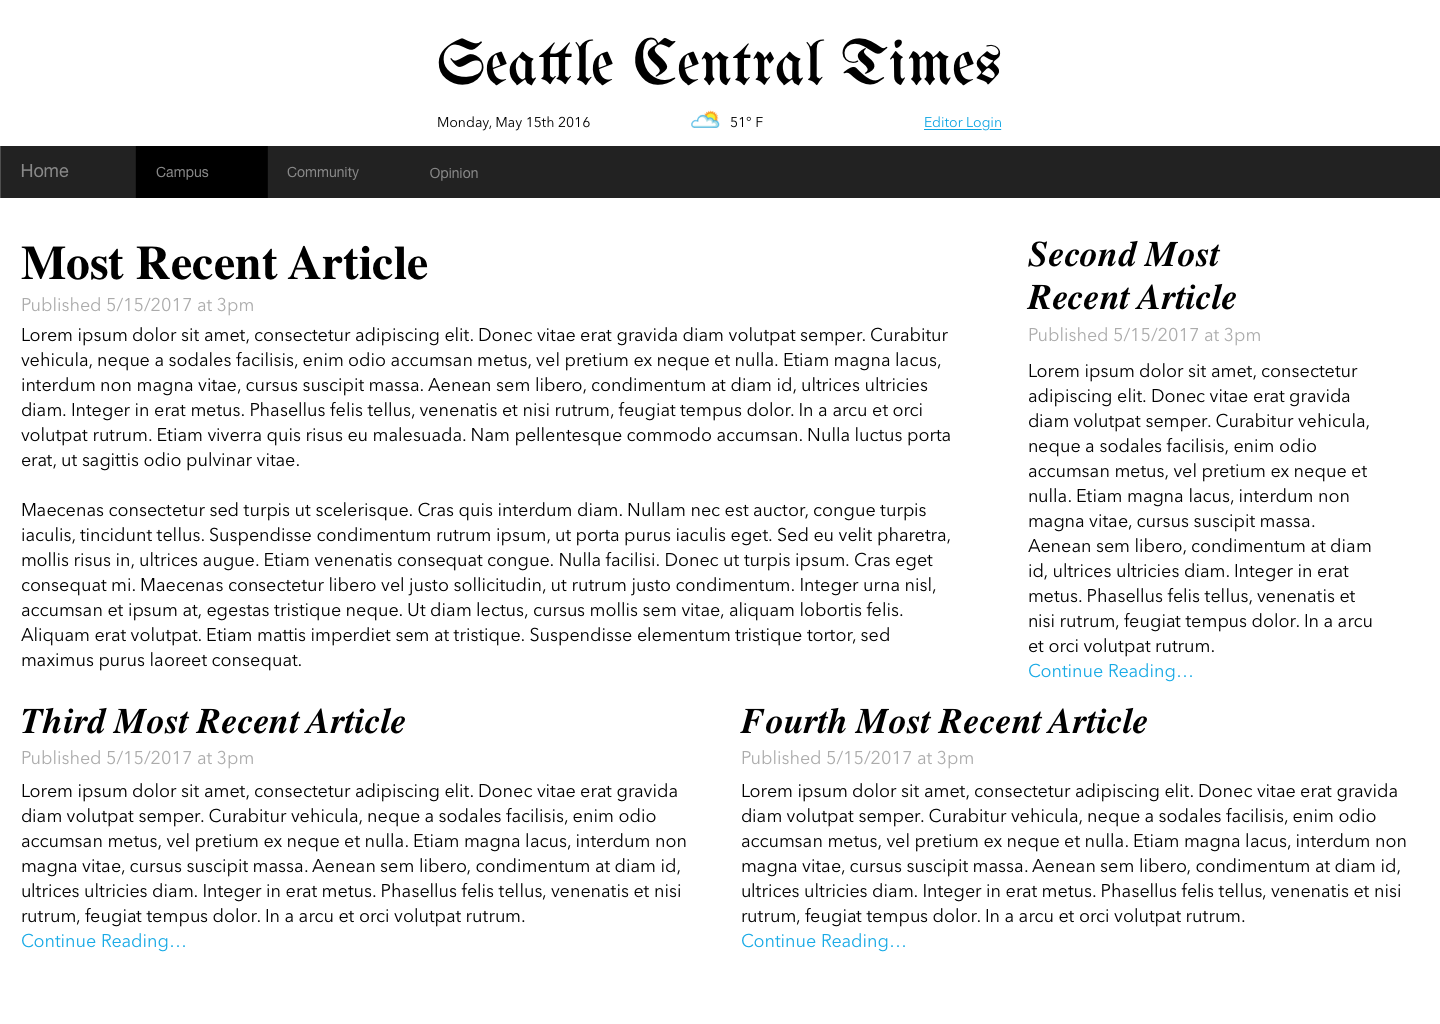 Seattle Central Times
Monday, May 15th 2016
51° F
Editor Login
Home
Campus
Community
Opinion
Most Recent Article
Published 5/15/2017 at 3pm
Lorem ipsum dolor sit amet, consectetur adipiscing elit. Donec vitae erat gravida diam volutpat semper. Curabitur
vehicula, neque a sodales facilisis, enim odio accumsan metus, vel pretium ex neque et nulla. Etiam magna lacus,
interdum non magna vitae, cursus suscipit massa. Aenean sem libero, condimentum at diam id, ultrices ultricies
diam. Integer in erat metus. Phasellus felis tellus, venenatis et nisi rutrum, feugiat tempus dolor. In a arcu et orci
volutpat rutrum. Etiam viverra quis risus eu malesuada. Nam pellentesque commodo accumsan. Nulla luctus porta
erat, ut sagittis odio pulvinar vitae.
Maecenas consectetur sed turpis ut scelerisque. Cras quis interdum diam. Nullam nec est auctor, congue turpis
iaculis, tincidunt tellus. Suspendisse condimentum rutrum ipsum, ut porta purus iaculis eget. Sed eu velit pharetra,
mollis risus in, ultrices augue. Etiam venenatis consequat congue. Nulla facilisi. Donec ut turpis ipsum. Cras eget
consequat mi. Maecenas consectetur libero vel justo sollicitudin, ut rutrum justo condimentum. Integer urna nisl,
accumsan et ipsum at, egestas tristique neque. Ut diam lectus, cursus mollis sem vitae, aliquam lobortis felis.
Aliquam erat volutpat. Etiam mattis imperdiet sem at tristique. Suspendisse elementum tristique tortor, sed
maximus purus laoreet consequat.
Second Most
Recent Article
Published 5/15/2017 at 3pm
Lorem ipsum dolor sit amet, consectetur
adipiscing elit. Donec vitae erat gravida
diam volutpat semper. Curabitur vehicula,
neque a sodales facilisis, enim odio
accumsan metus, vel pretium ex neque et
nulla. Etiam magna lacus, interdum non
magna vitae, cursus suscipit massa.
Aenean sem libero, condimentum at diam
id, ultrices ultricies diam. Integer in erat
metus. Phasellus felis tellus, venenatis et
nisi rutrum, feugiat tempus dolor. In a arcu
et orci volutpat rutrum.
Continue Reading…
Third Most Recent Article
Published 5/15/2017 at 3pm
Lorem ipsum dolor sit amet, consectetur adipiscing elit. Donec vitae erat gravida
diam volutpat semper. Curabitur vehicula, neque a sodales facilisis, enim odio
accumsan metus, vel pretium ex neque et nulla. Etiam magna lacus, interdum non
magna vitae, cursus suscipit massa. Aenean sem libero, condimentum at diam id,
ultrices ultricies diam. Integer in erat metus. Phasellus felis tellus, venenatis et nisi
rutrum, feugiat tempus dolor. In a arcu et orci volutpat rutrum.
Continue Reading…
Fourth Most Recent Article
Published 5/15/2017 at 3pm
Lorem ipsum dolor sit amet, consectetur adipiscing elit. Donec vitae erat gravida
diam volutpat semper. Curabitur vehicula, neque a sodales facilisis, enim odio
accumsan metus, vel pretium ex neque et nulla. Etiam magna lacus, interdum non
magna vitae, cursus suscipit massa. Aenean sem libero, condimentum at diam id,
ultrices ultricies diam. Integer in erat metus. Phasellus felis tellus, venenatis et nisi
rutrum, feugiat tempus dolor. In a arcu et orci volutpat rutrum.
Continue Reading…